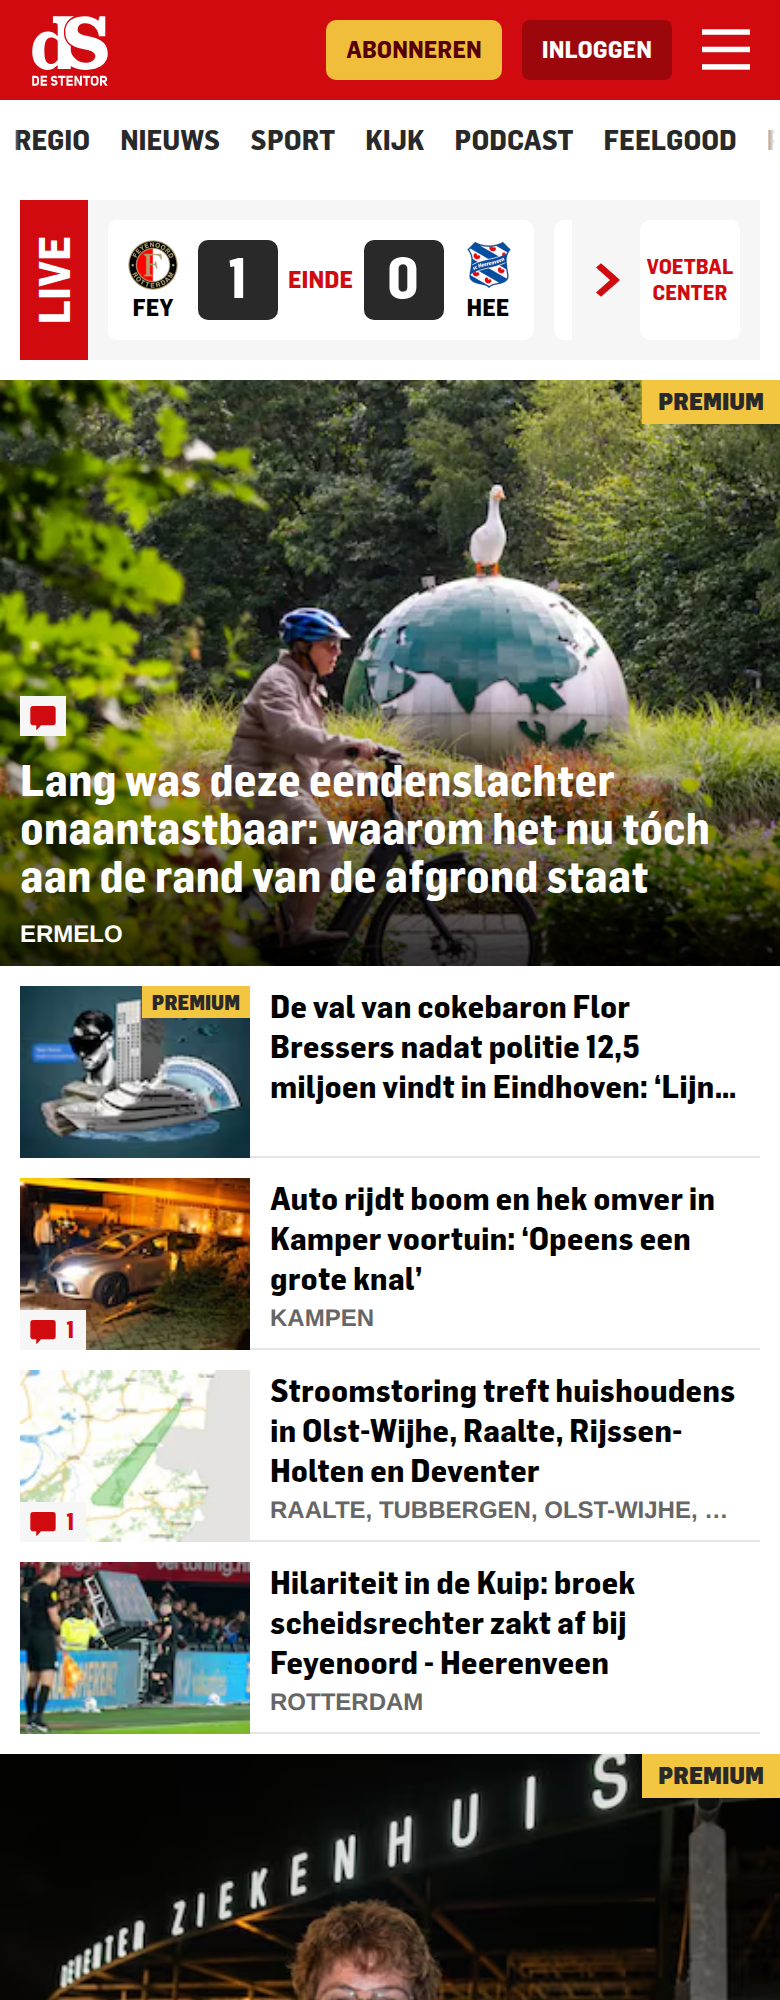 dS
DE STENTOR
ABONNEREN
INLOGGEN
REGIO NIEUWS SPORT KIJK PODCAST FEELGOOD
LIVE
FEY
1
EINDE
0
HEE
VOETBAL
CENTER
PREMIUM
Lang was deze eendenslachter
onaantastbaar: waarom het nu tóch
aan de rand van de afgrond staat
ERMELO
PREMIUM
De val van cokebaron Flor
Bressers nadat politie 12,5
miljoen vindt in Eindhoven: ‘Lijn...
Auto rijdt boom en hek omver in
Kamper voortuin: ‘Opeens een
grote knal’
KAMPEN
1
Stroomstoring treft huishoudens
in Olst-Wijhe, Raalte, Rijssen-
Holten en Deventer
RAALTE, TUBBERGEN, OLST-WIJHE, ...
1
Hilariteit in de Kuip: broek
scheidsrechter zakt af bij
Feyenoord - Heerenveen
ROTTERDAM
PREMIUM
DEVENTER ZIEKENHUIS